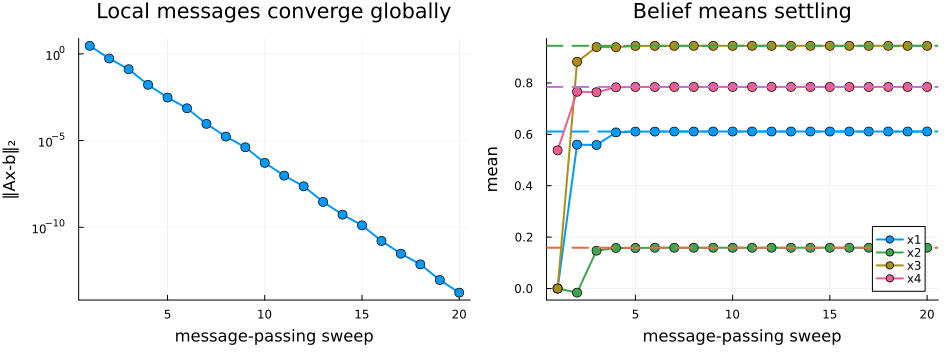 Local messages converge globally
‖Ax-b‖₂
10⁰
10⁻⁵
10⁻¹⁰
5
10
15
20
message-passing sweep
Belief means settling
mean
0.8
0.6
0.4
0.2
0.0
x1
x2
x3
x4
5
10
15
20
message-passing sweep